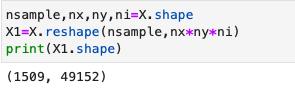 nsample,nx,ny,ni=X.shape
X1=X.reshape(nsample,nx*ny*ni)
print(X1.shape)
(1509, 49152)